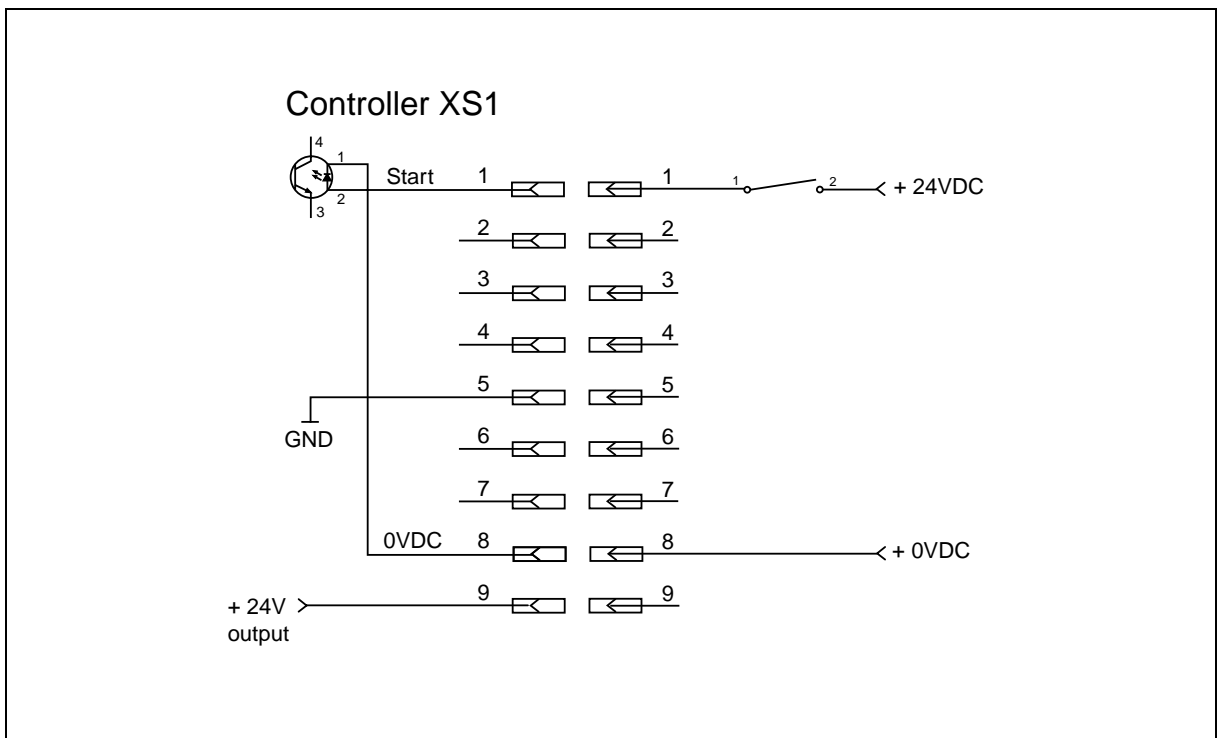 Controller XS1
4
1
Start 1 1 1 2 + 24VDC
2
3
2 2
3 3
4 4
5 5
GND
6 6
7 7
0VDC 8 8 + 0VDC
9 9
+ 24V
output